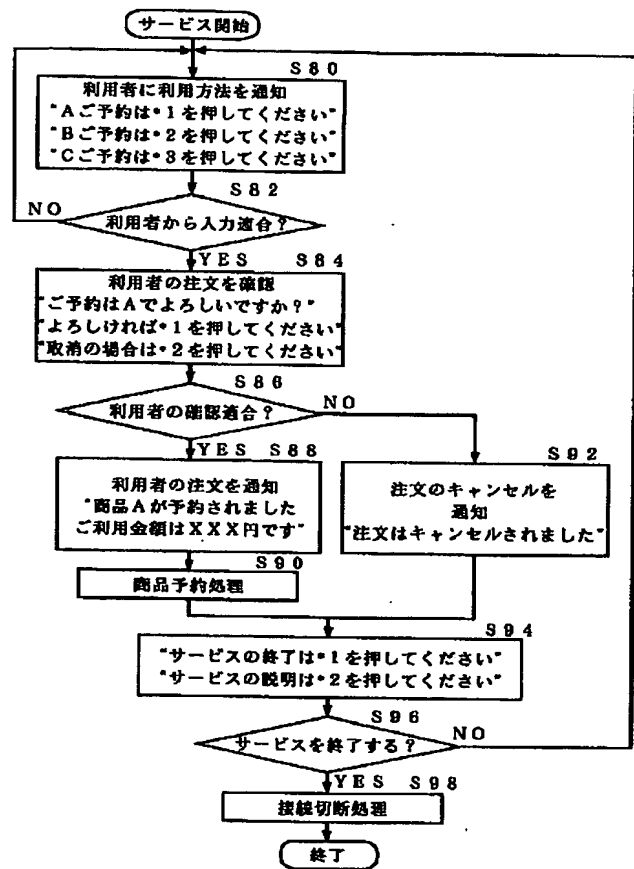 サービス開始
S80
利用者に利用方法を通知
"Aご予約は*1を押してください"
"Bご予約は*2を押してください"
"Cご予約は*3を押してください"
S82
NO
利用者から入力適合?
YES S84
利用者の注文を確認
"ご予約はAでよろしいですか?"
"よろしければ*1を押してください"
"取消の場合は*2を押してください"
S86
利用者の確認適合?
NO
YES S88
利用者の注文を通知
"商品Aが予約されました
ご利用金額はXXX円です"
S92
注文のキャンセルを
通知
"注文はキャンセルされました"
S90
商品予約処理
S94
"サービスの終了は*1を押してください"
"サービスの説明は*2を押してください"
S96
サービスを終了する?
NO
YES S98
接続切断処理
終了